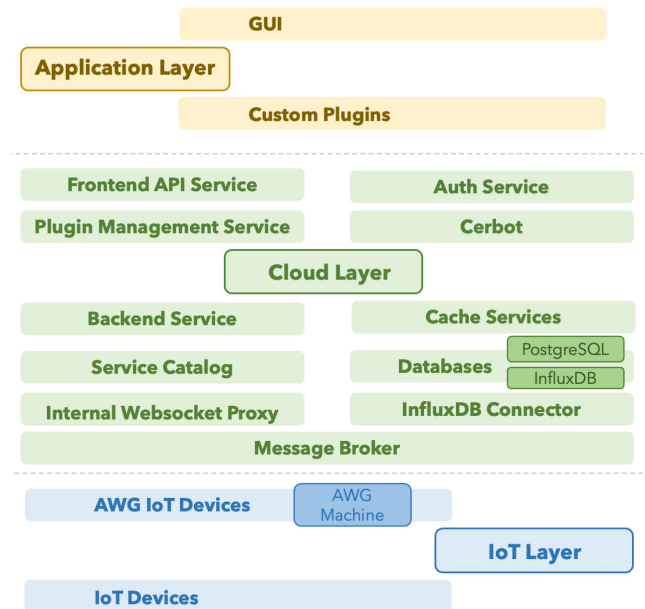 GUI
Application Layer
Custom Plugins
Frontend API Service
Auth Service
Plugin Management Service
Cerbot
Cloud Layer
Backend Service
Cache Services
PostgreSQL
Service Catalog
Databases
InfluxDB
Internal Websocket Proxy
InfluxDB Connector
Message Broker
AWG IoT Devices
AWG
Machine
IoT Layer
IoT Devices